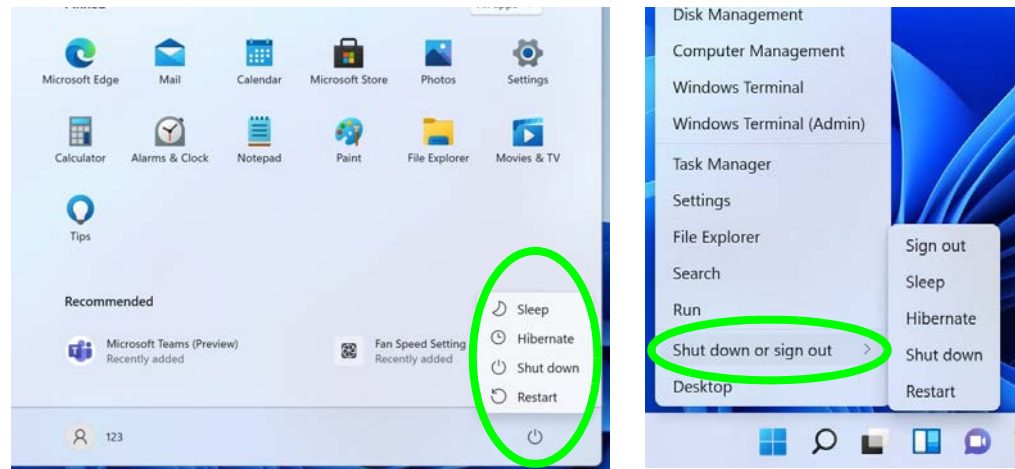 Microsoft Edge
Mail
Calendar
Microsoft Store
Photos
Settings
Calculator
Alarms & Clock
Notepad
Paint
File Explorer
Movies & TV
Tips
Recommended
Microsoft Teams (Preview)
Recently added
Fan Speed Setting
Recently added
Sleep
Hibernate
Shut down
Restart
123
Disk Management
Computer Management
Windows Terminal
Windows Terminal (Admin)
Task Manager
Settings
File Explorer
Search
Run
Shut down or sign out
Desktop
Sign out
Sleep
Hibernate
Shut down
Restart